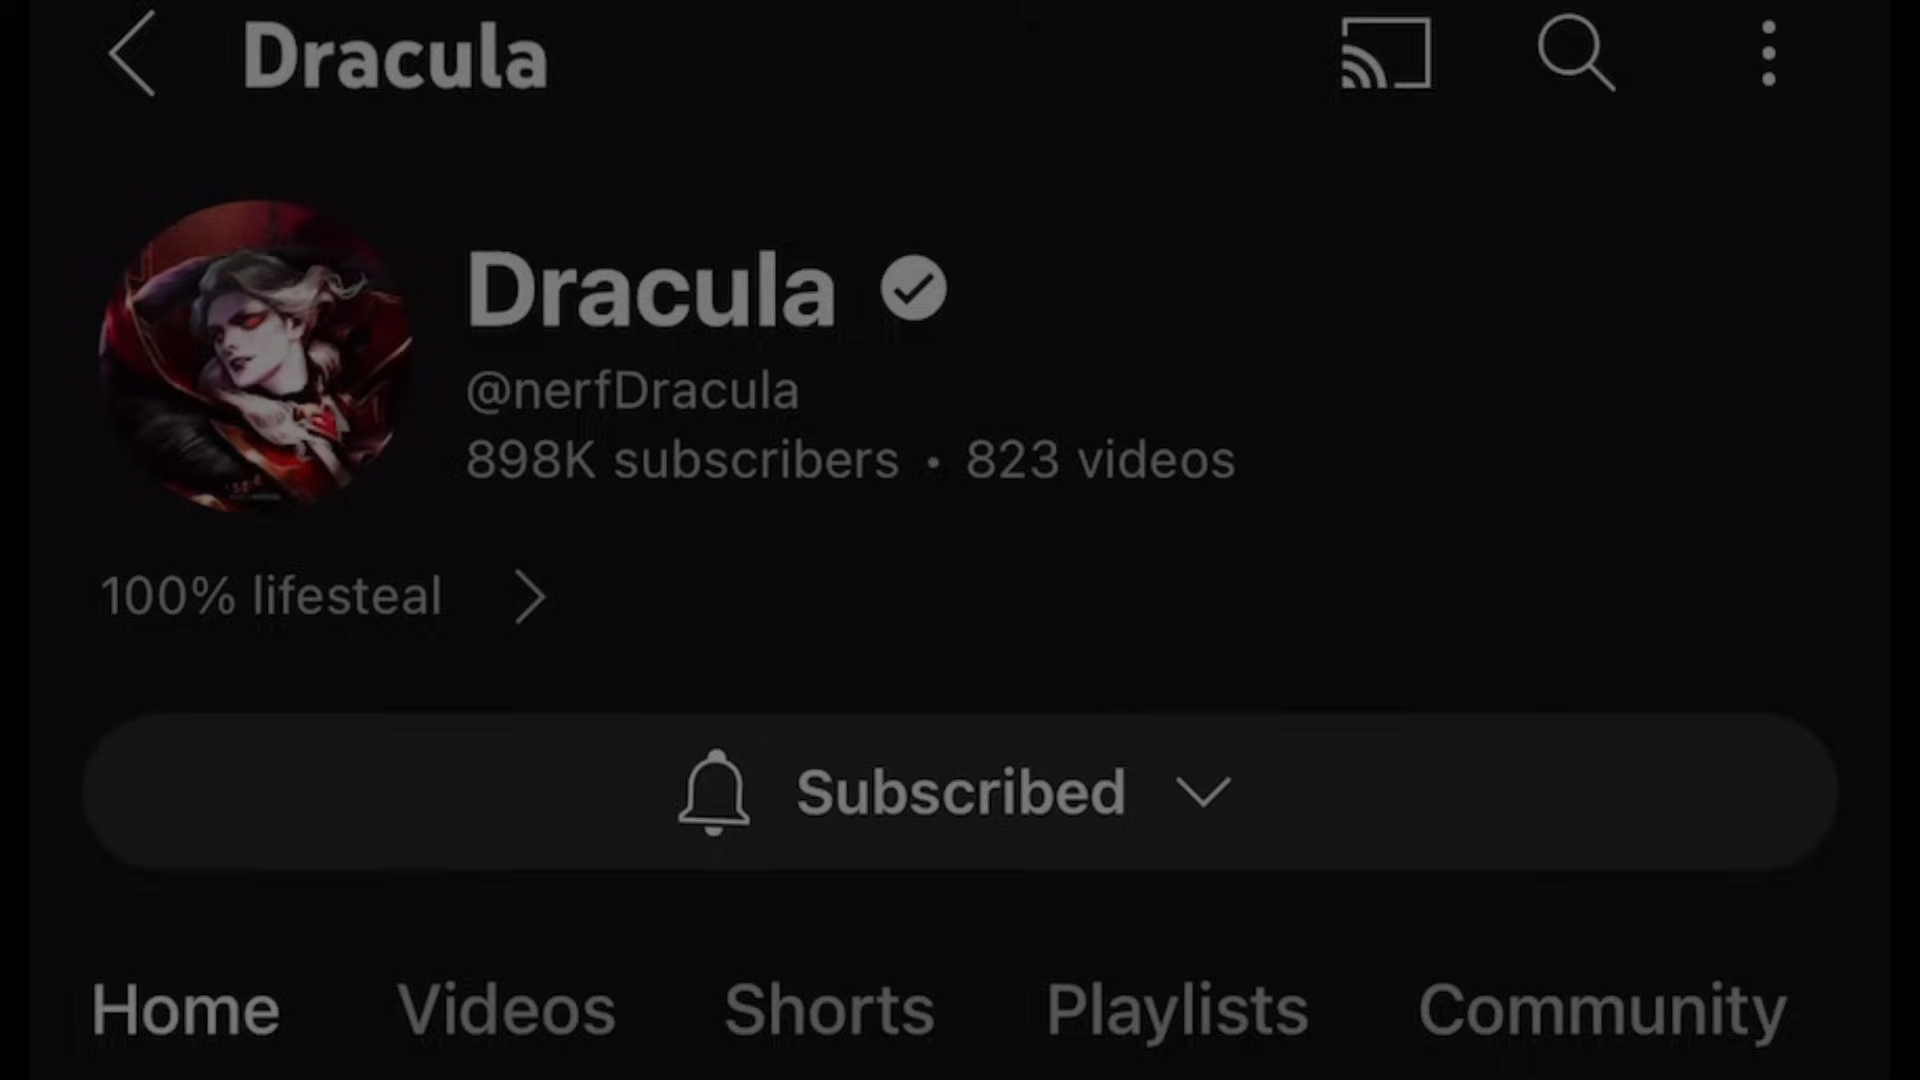 Dracula
Dracula
@nerfDracula
898K subscribers • 823 videos
100% lifesteal
Subscribed
Home Videos Shorts Playlists Community